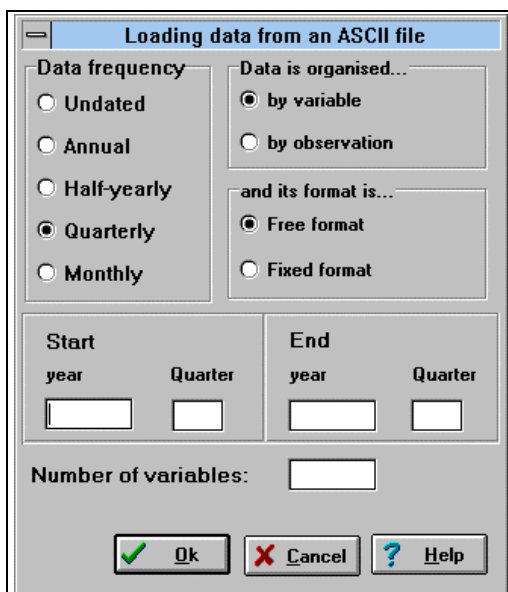 Loading data from an ASCII file
Data frequency
Undated
Annual
Half-yearly
Quarterly
Monthly
Data is organised...
by variable
by observation
and its format is...
Free format
Fixed format
Start
year Quarter
End
year Quarter
Number of variables:
Ok Cancel ? Help